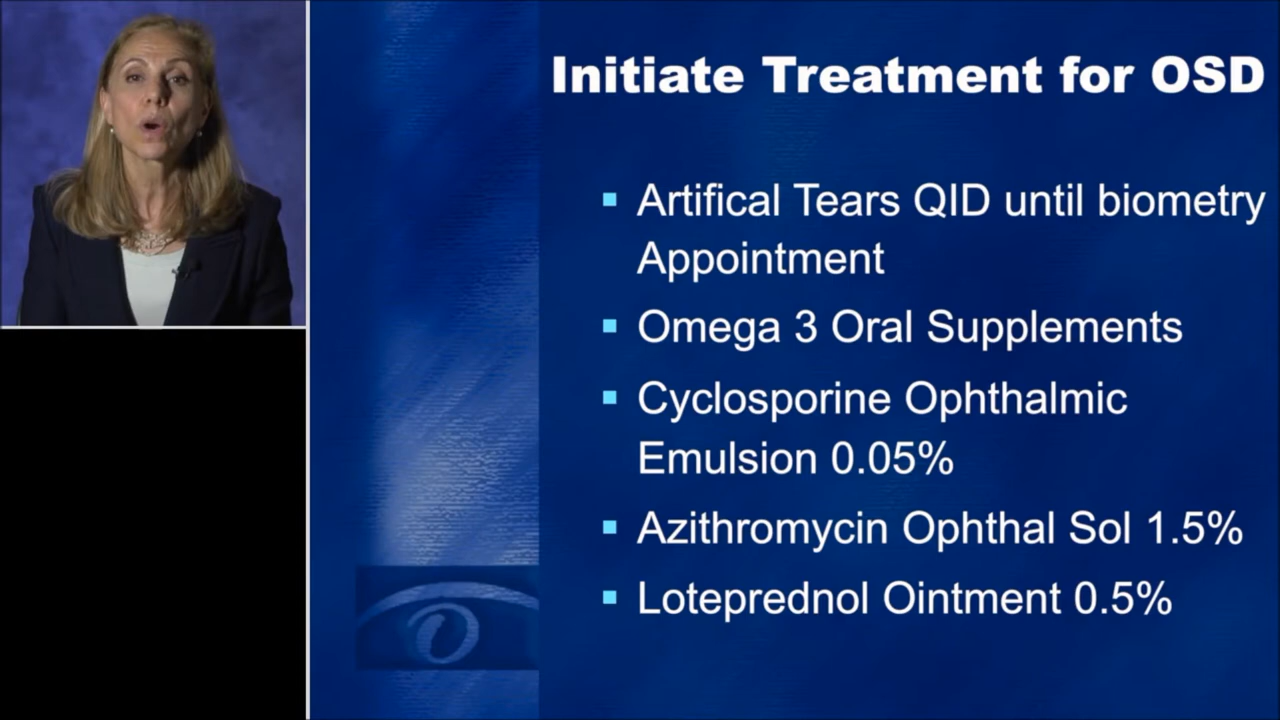 Initiate Treatment for OSD
Artifical Tears QID until biometry
Appointment
Omega 3 Oral Supplements
Cyclosporine Ophthalmic
Emulsion 0.05%
Azithromycin Ophthal Sol 1.5%
Loteprednol Ointment 0.5%